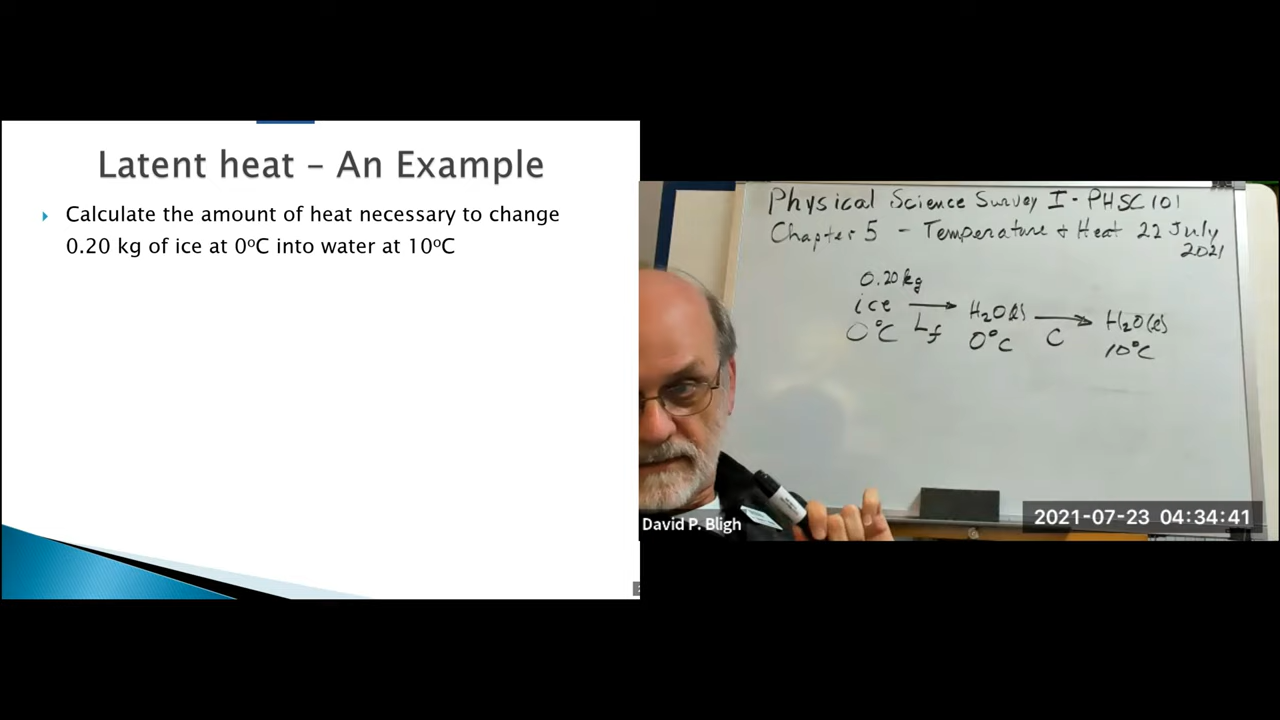 Latent heat – An Example
Calculate the amount of heat necessary to change
0.20 kg of ice at 0ºC into water at 10ºC
Physical Science Survey I - PHSC 101
Chapter 5 - Temperature + Heat 22 July
2021
0.20 kg
ice → H₂O(l) → H₂O(l)
0°C Lf 0°C C 10°C
David P. Bligh
2021-07-23 04:34:41